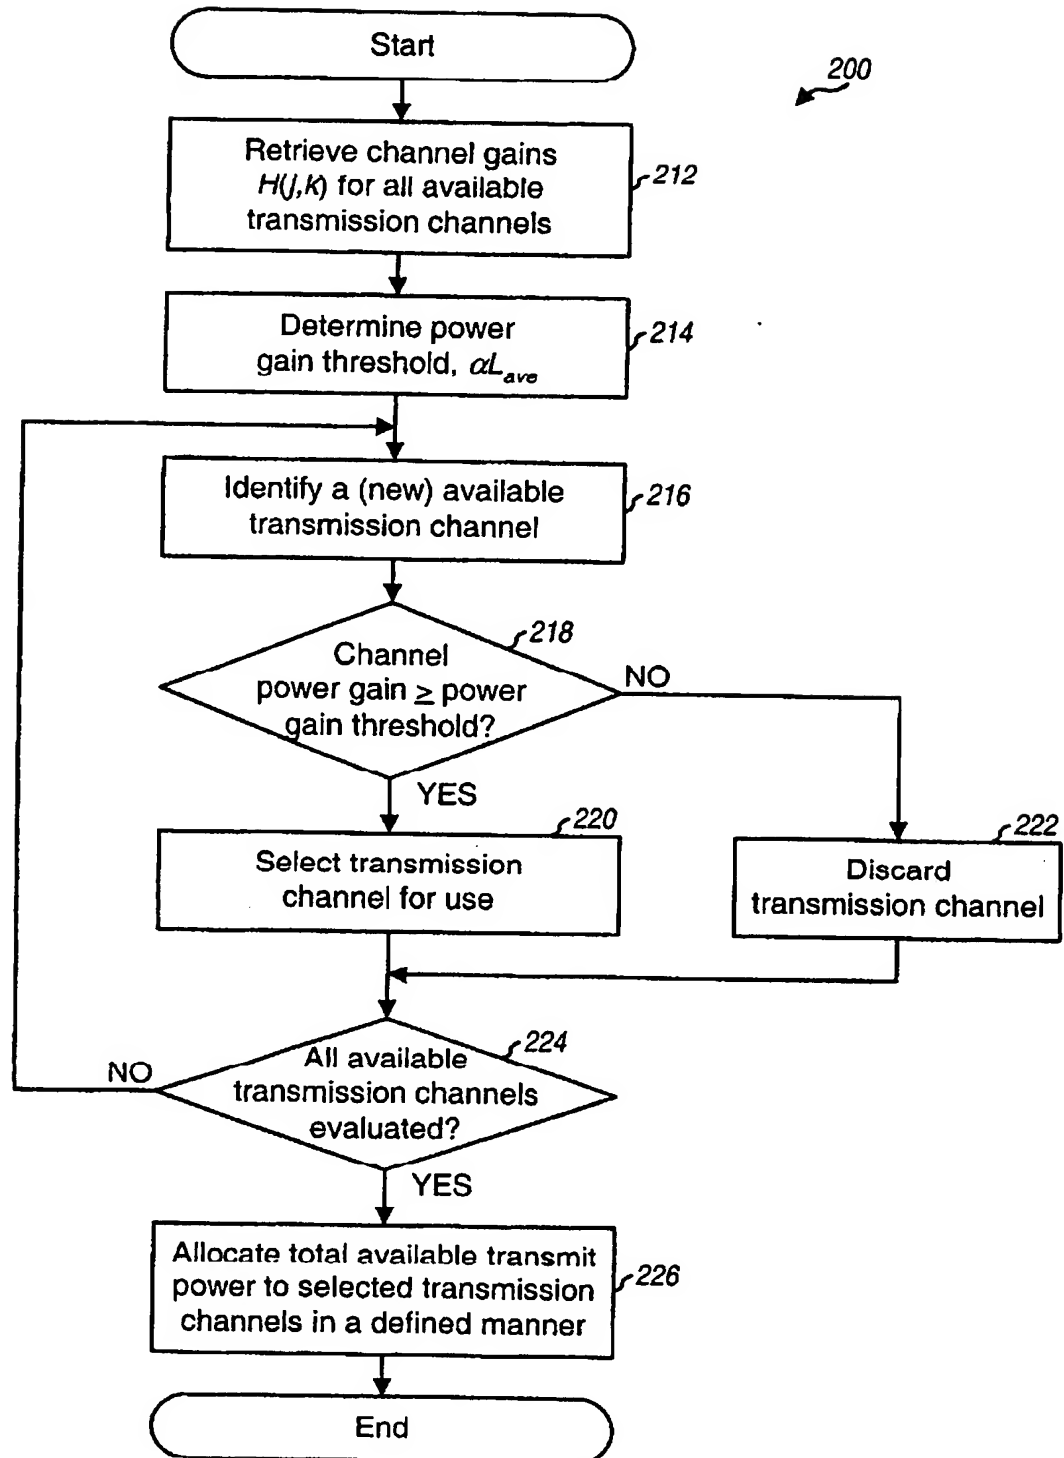 Start
200
Retrieve channel gains
H(j,k) for all available
transmission channels
212
Determine power
gain threshold, αL_ave
214
Identify a (new) available
transmission channel
216
Channel
power gain ≥ power
gain threshold?
218
NO
YES
220
Select transmission
channel for use
222
Discard
transmission channel
All available
transmission channels
evaluated?
224
NO
YES
Allocate total available transmit
power to selected transmission
channels in a defined manner
226
End